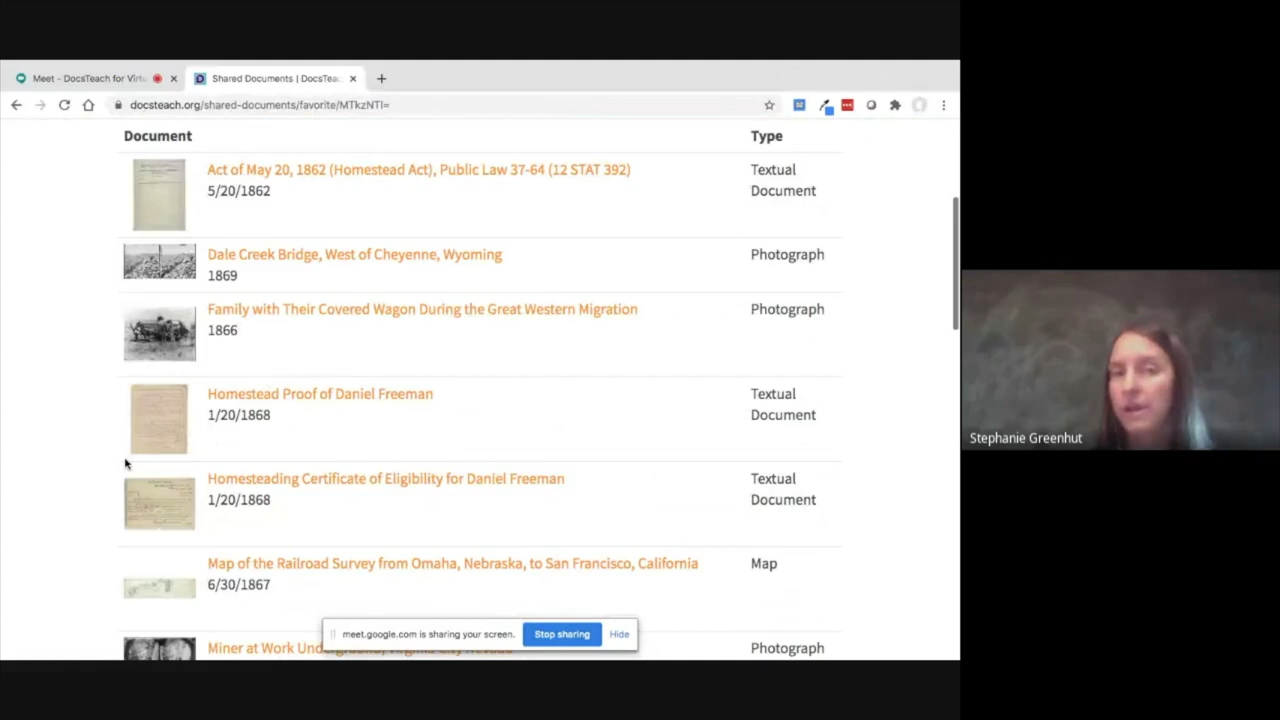 Meet - DocsTeach for Virtu
Shared Documents | DocsTeac
docsteach.org/shared-documents/favorite/MTkzNTI=
Document
Type
Act of May 20, 1862 (Homestead Act), Public Law 37-64 (12 STAT 392)
5/20/1862
Textual
Document
Dale Creek Bridge, West of Cheyenne, Wyoming
1869
Photograph
Family with Their Covered Wagon During the Great Western Migration
1866
Photograph
Homestead Proof of Daniel Freeman
1/20/1868
Textual
Document
Homesteading Certificate of Eligibility for Daniel Freeman
1/20/1868
Textual
Document
Map of the Railroad Survey from Omaha, Nebraska, to San Francisco, California
6/30/1867
Map
meet.google.com is sharing your screen.
Stop sharing
Hide
Miner at Work
Photograph
Stephanie Greenhut